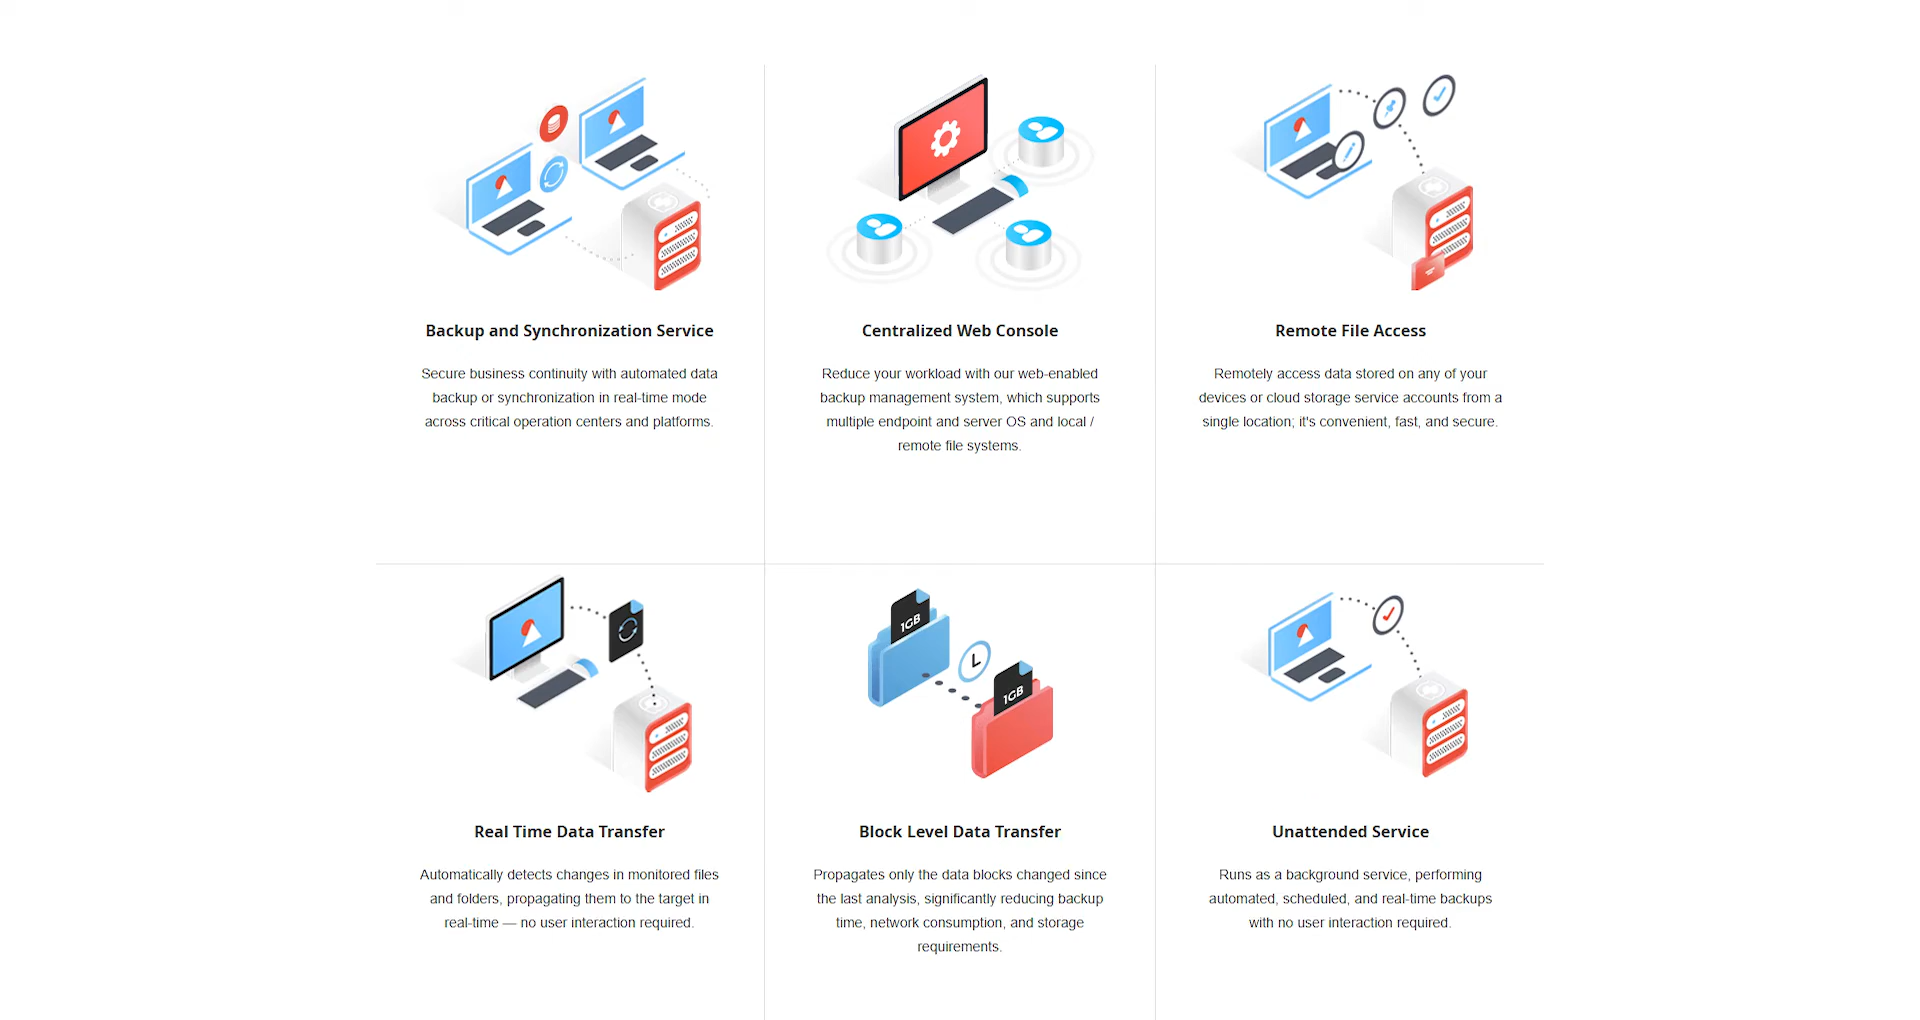 Backup and Synchronization Service
Secure business continuity with automated data
backup or synchronization in real-time mode
across critical operation centers and platforms.
Centralized Web Console
Reduce your workload with our web-enabled
backup management system, which supports
multiple endpoint and server OS and local /
remote file systems.
Remote File Access
Remotely access data stored on any of your
devices or cloud storage service accounts from a
single location; it's convenient, fast, and secure.
Real Time Data Transfer
Automatically detects changes in monitored files
and folders, propagating them to the target in
real-time — no user interaction required.
1GB
1GB
Block Level Data Transfer
Propagates only the data blocks changed since
the last analysis, significantly reducing backup
time, network consumption, and storage
requirements.
Unattended Service
Runs as a background service, performing
automated, scheduled, and real-time backups
with no user interaction required.